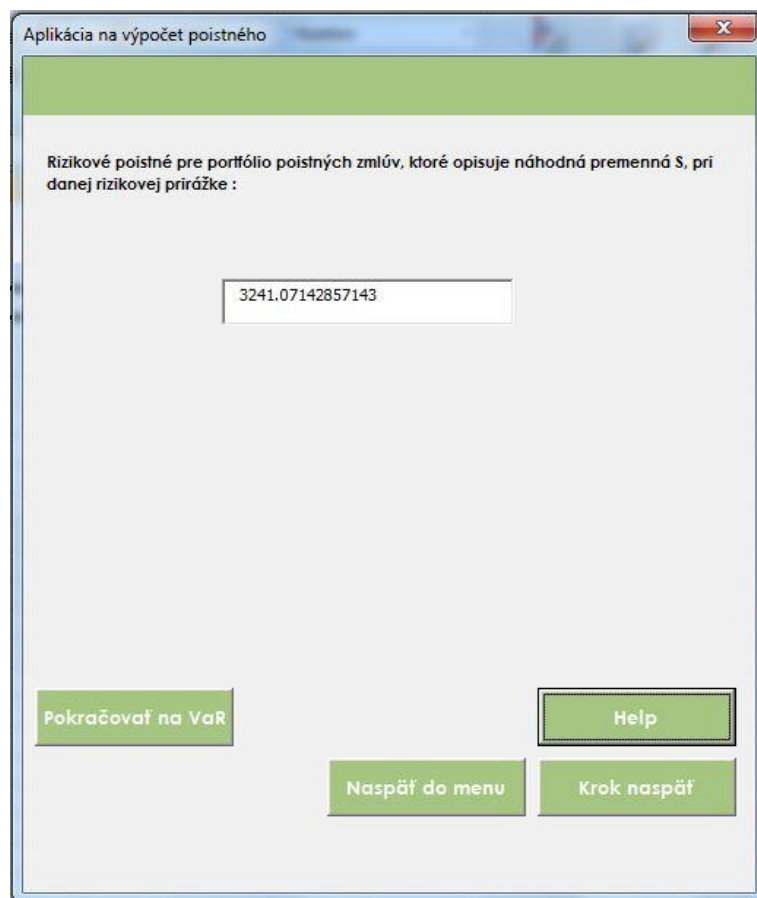 Aplikácia na výpočet poistného
Rizikové poistné pre portfólio poistných zmlúv, ktoré opisuje náhodná premenná S, pri
danej rizikovej prirážke :
3241.07142857143
Pokračovať na VaR
Help
Naspäť do menu
Krok naspäť